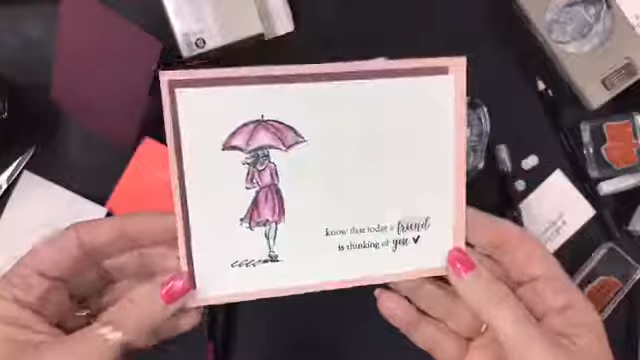 know that today a friend
is thinking of you ♥